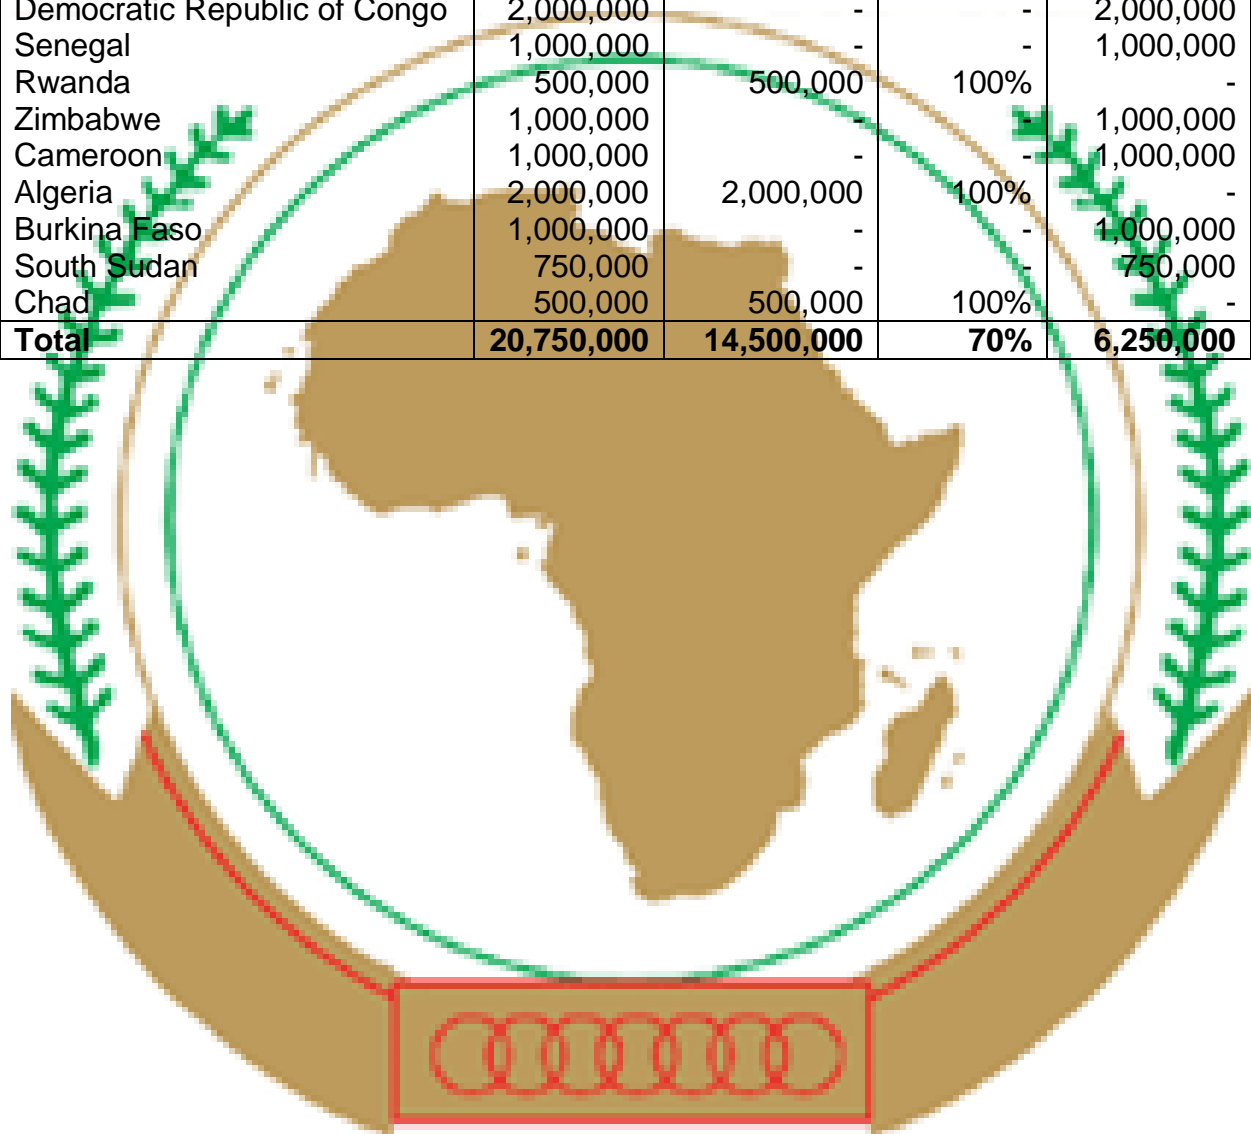 Democratic Republic of Congo 2,000,000 - - 2,000,000
Senegal 1,000,000 - - 1,000,000
Rwanda 500,000 500,000 100% -
Zimbabwe 1,000,000 - - 1,000,000
Cameroon 1,000,000 - - 1,000,000
Algeria 2,000,000 2,000,000 100% -
Burkina Faso 1,000,000 - - 1,000,000
South Sudan 750,000 - - 750,000
Chad 500,000 500,000 100% -
Total 20,750,000 14,500,000 70% 6,250,000